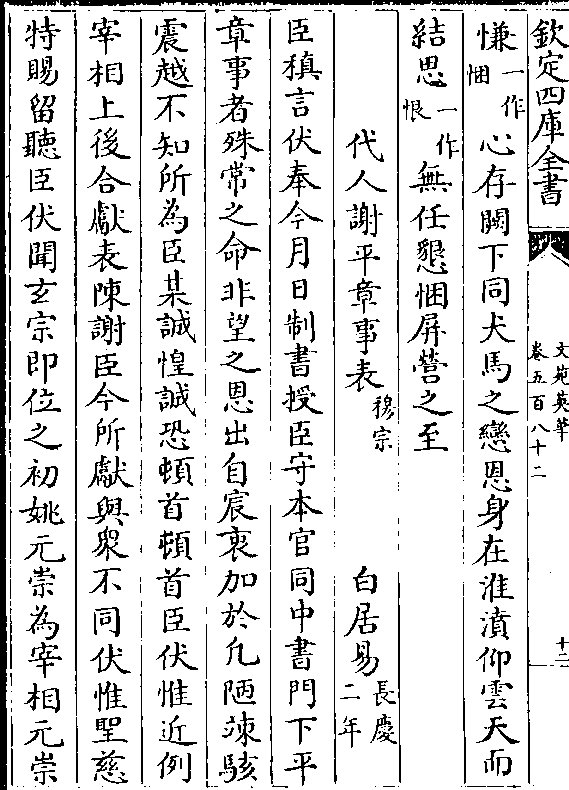 欽定四庫全書
文苑英華
卷五百八十二
十二
慊一作悃心存闕下同犬馬之戀恩身在淮濆仰雲天而
結思一作恨無任懇悃屏營之至
代人謝平章事表穆宗 白居易長慶二年
臣稹言伏奉今月日制書授臣守本官同中書門下平
章事者殊常之命非望之恩出自宸衷加於凡陋竦駭
震越不知所為臣某誠惶誠恐頓首頓首臣伏惟近例
宰相上後合獻表陳謝臣今所獻與衆不同伏惟聖慈
特賜留聽臣伏聞玄宗即位之初姚元崇為宰相元崇